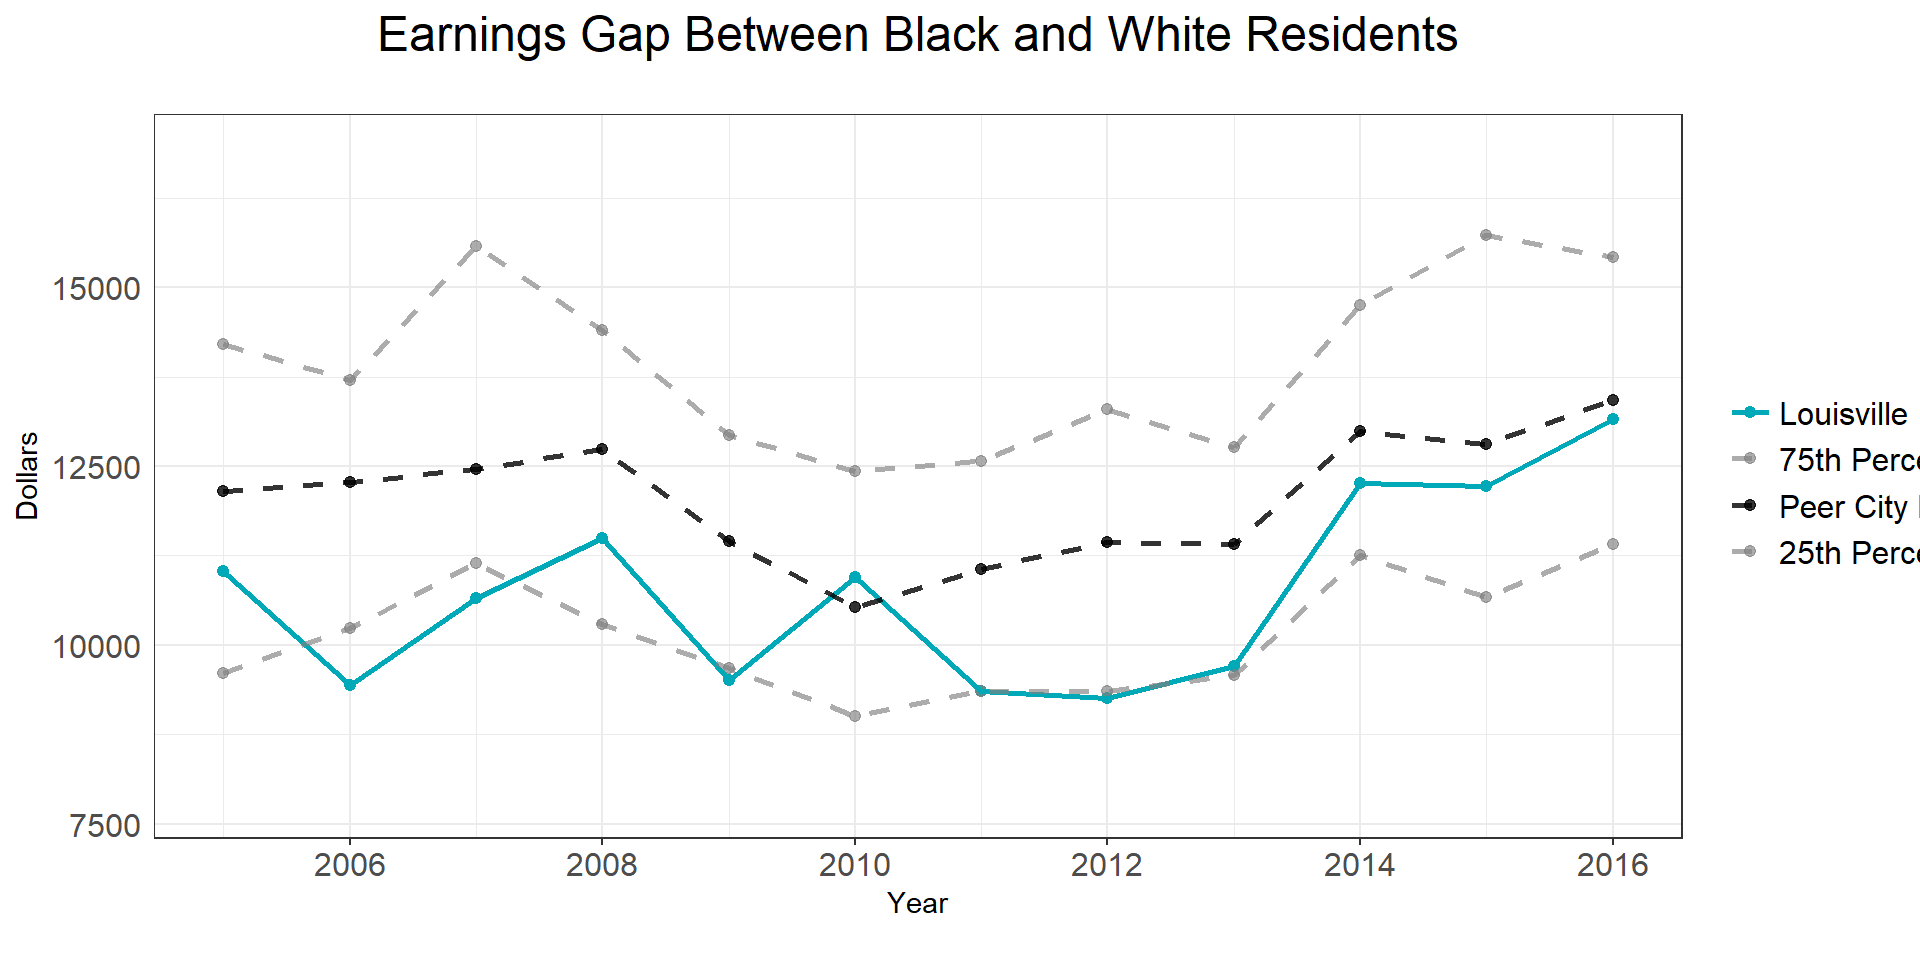 Earnings Gap Between Black and White Residents
Dollars
15000
12500
10000
7500
2006 2008 2010 2012 2014 2016
Year
Louisville
75th Perce
Peer City
25th Perce